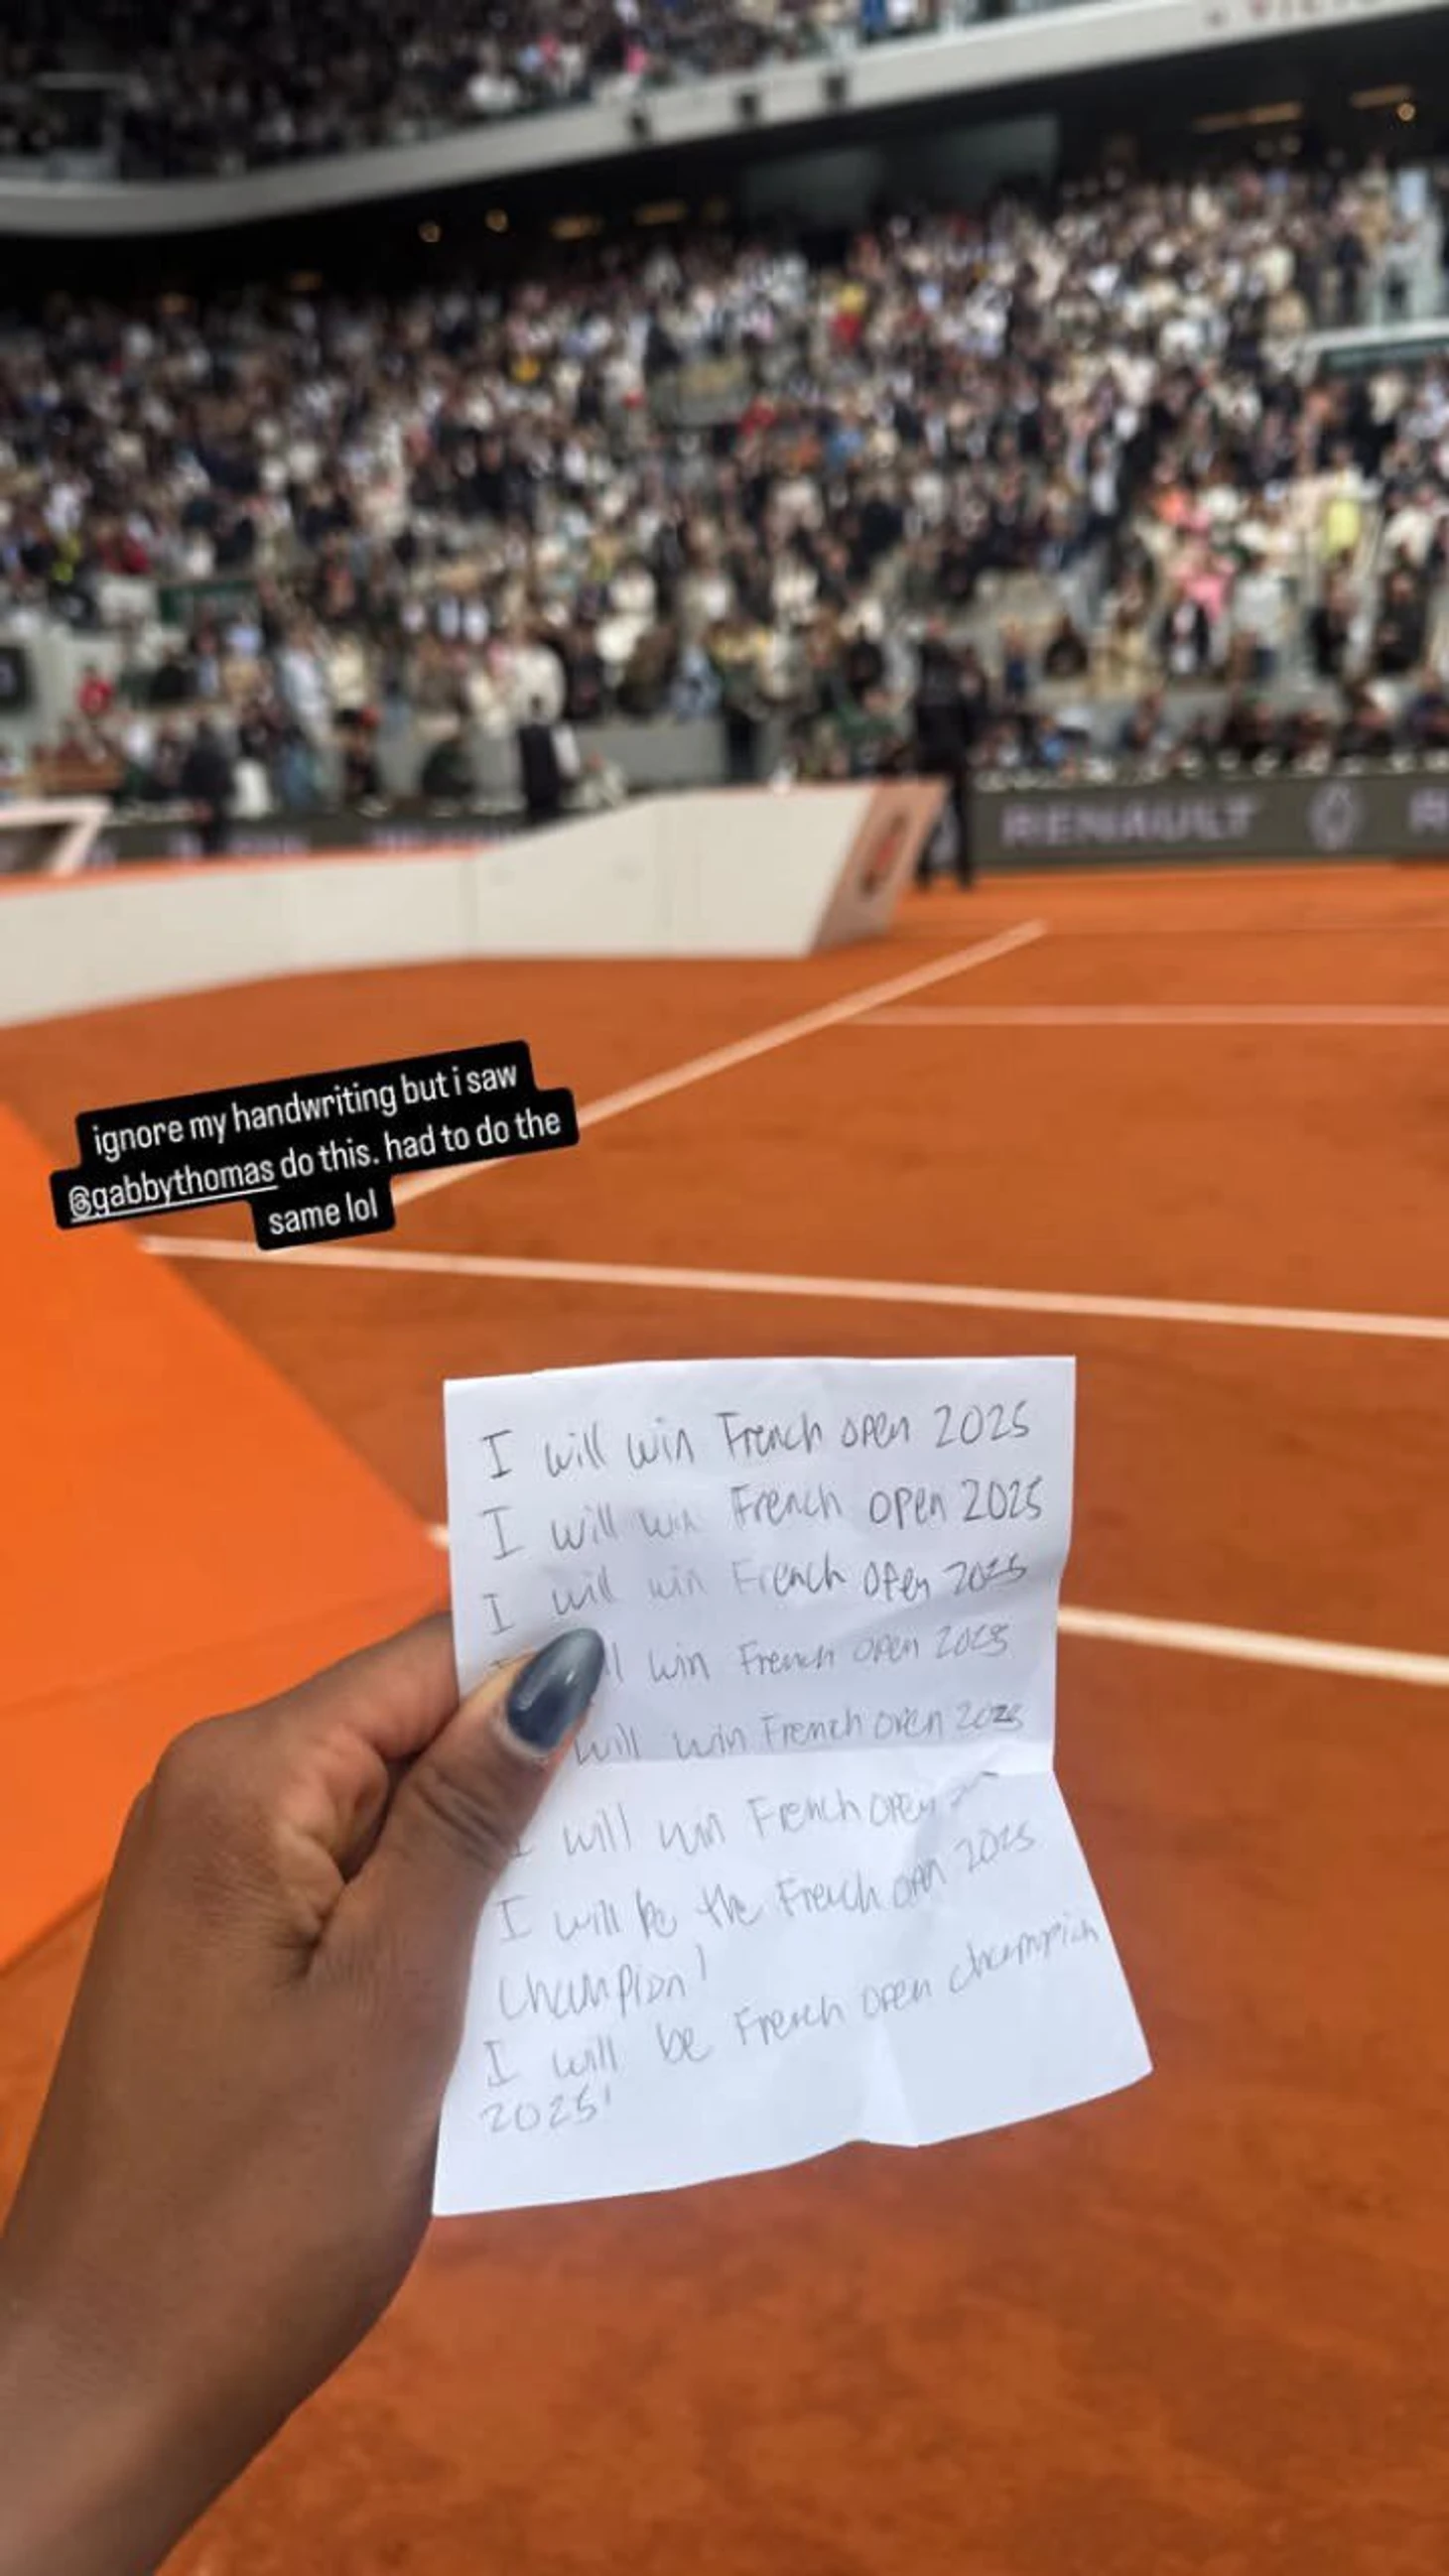 RENAULT
ignore my handwriting but i saw
@gabbythomas do this. had to do the
same lol
I will win French open 2025
I will win French open 2025
I will win French open 2025
ll win French open 2025
will win French open 2025
I will win French open
I will be the French open 2025
Champion!
I will be French open champion
2025!